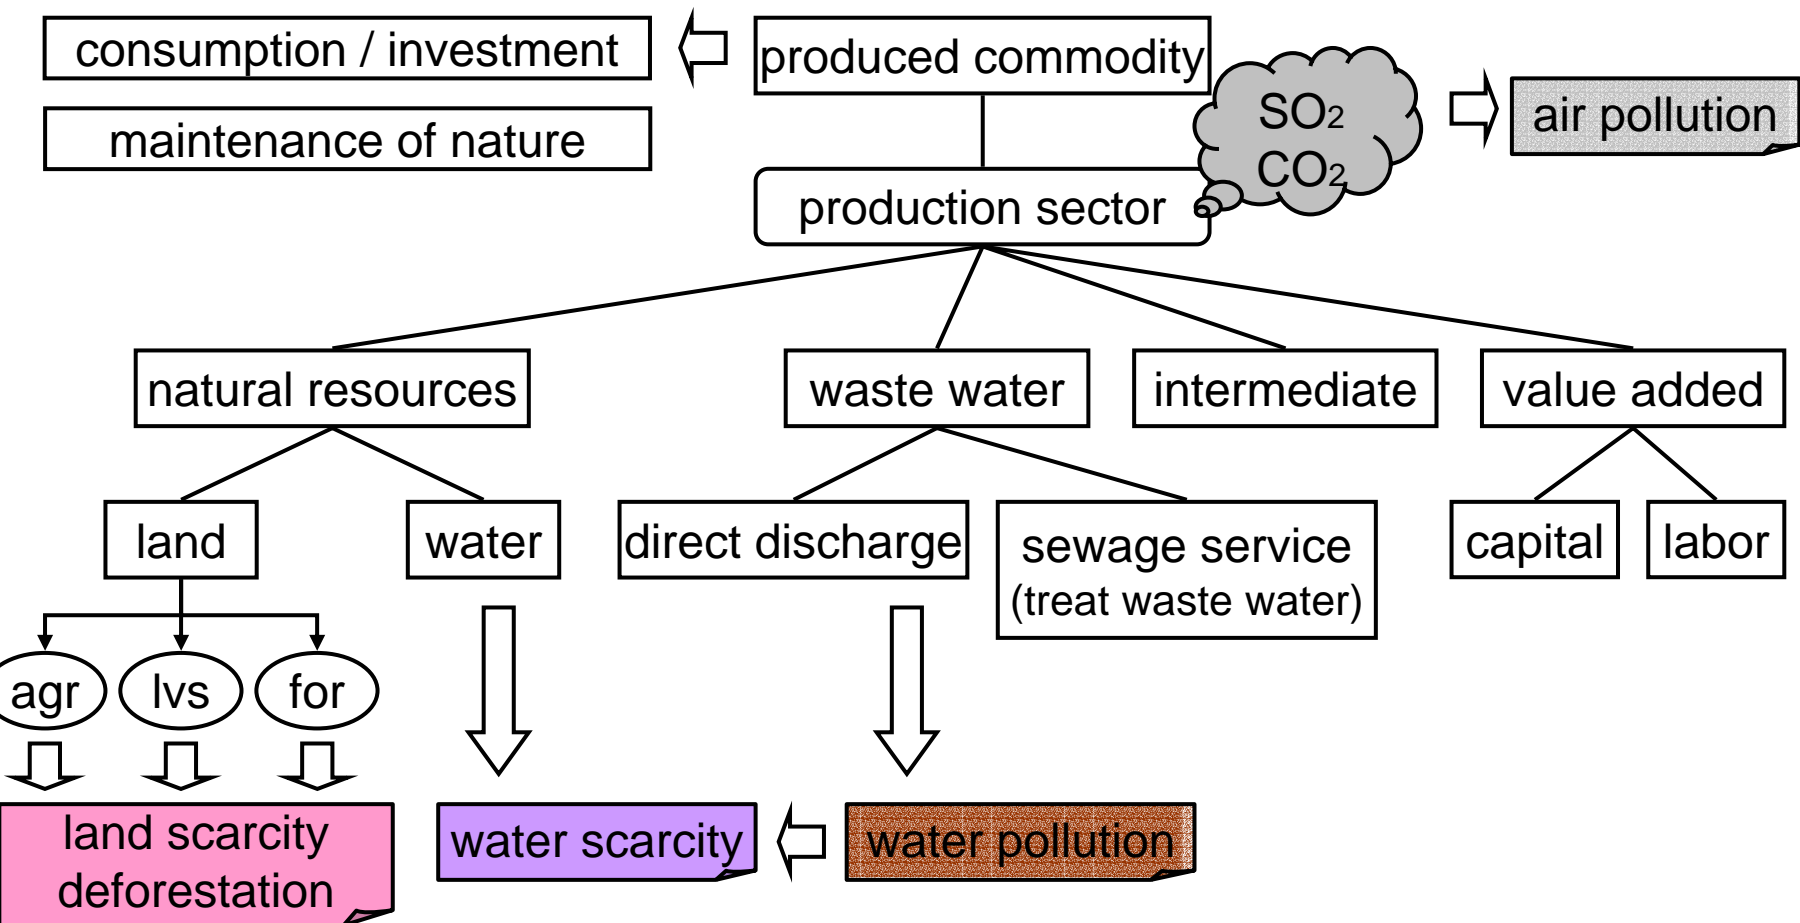 consumption / investment
produced commodity
maintenance of nature
SO2
CO2
air pollution
production sector
natural resources
waste water
intermediate
value added
land
water
direct discharge
sewage service
(treat waste water)
capital
labor
agr
lvs
for
land scarcity
deforestation
water scarcity
water pollution